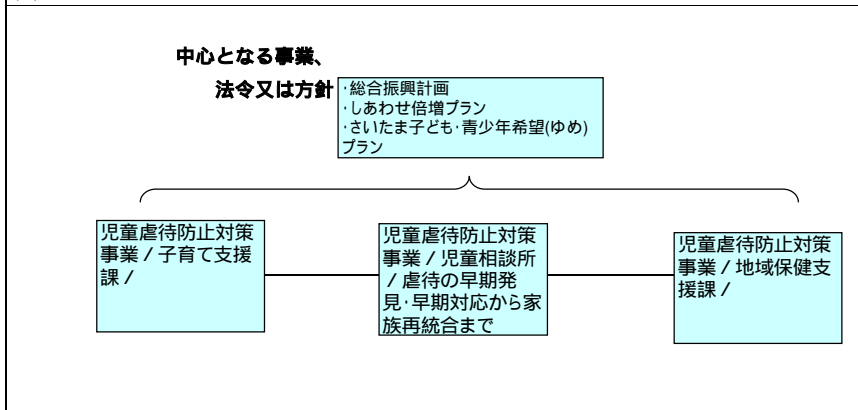 中心となる事業、
法令又は方針
・総合振興計画
・しあわせ倍増プラン
・さいたま子ども・青少年希望(ゆめ)
プラン
児童虐待防止対策
事業/子育て支援
課/
児童虐待防止対策
事業/児童相談所
/虐待の早期発
見・早期対応から家
族再統合まで
児童虐待防止対策
事業/地域保健支
援課/